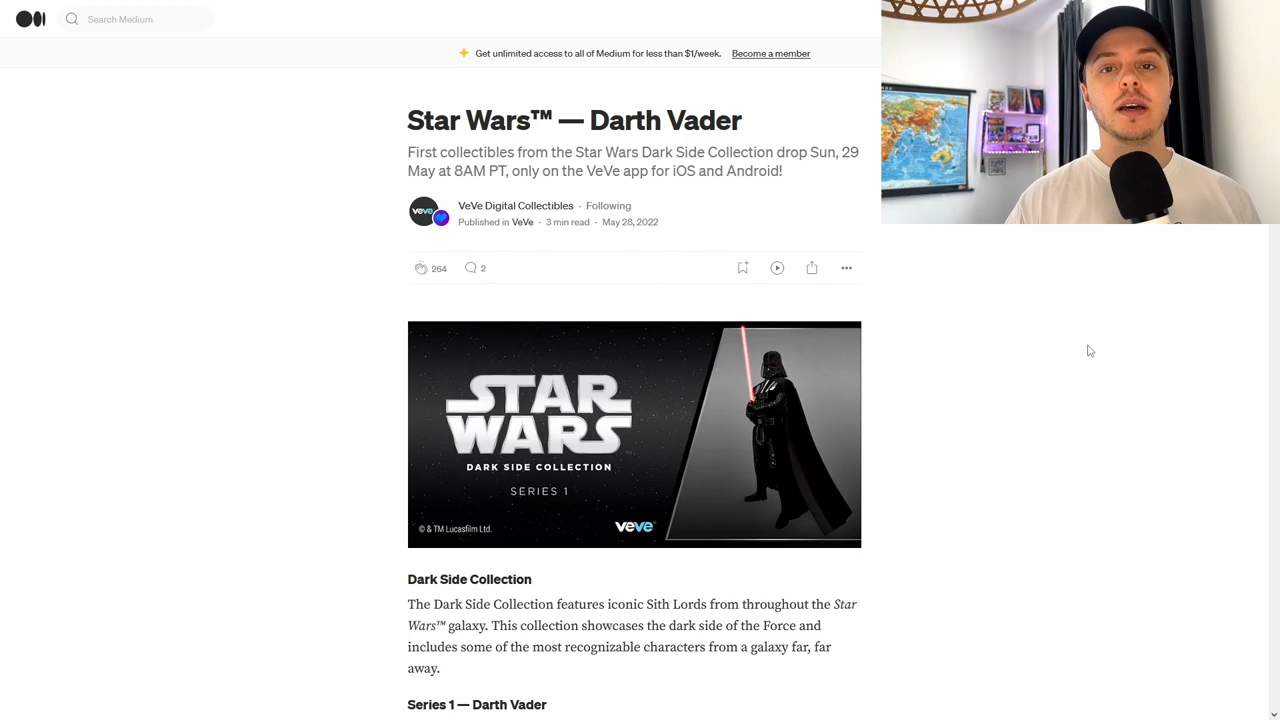 Search Medium
Get unlimited access to all of Medium for less than $1/week. Become a member
Star Wars™ — Darth Vader
First collectibles from the Star Wars Dark Side Collection drop Sun, 29
May at 8AM PT, only on the VeVe app for iOS and Android!
veve
VeVe Digital Collectibles · Following
Published in VeVe · 3 min read · May 28, 2022
264 2
STAR
WARS
DARK SIDE COLLECTION
SERIES 1
© & TM Lucasfilm Ltd.
veve
Dark Side Collection
The Dark Side Collection features iconic Sith Lords from throughout the Star
Wars™ galaxy. This collection showcases the dark side of the Force and
includes some of the most recognizable characters from a galaxy far, far
away.
Series 1 — Darth Vader